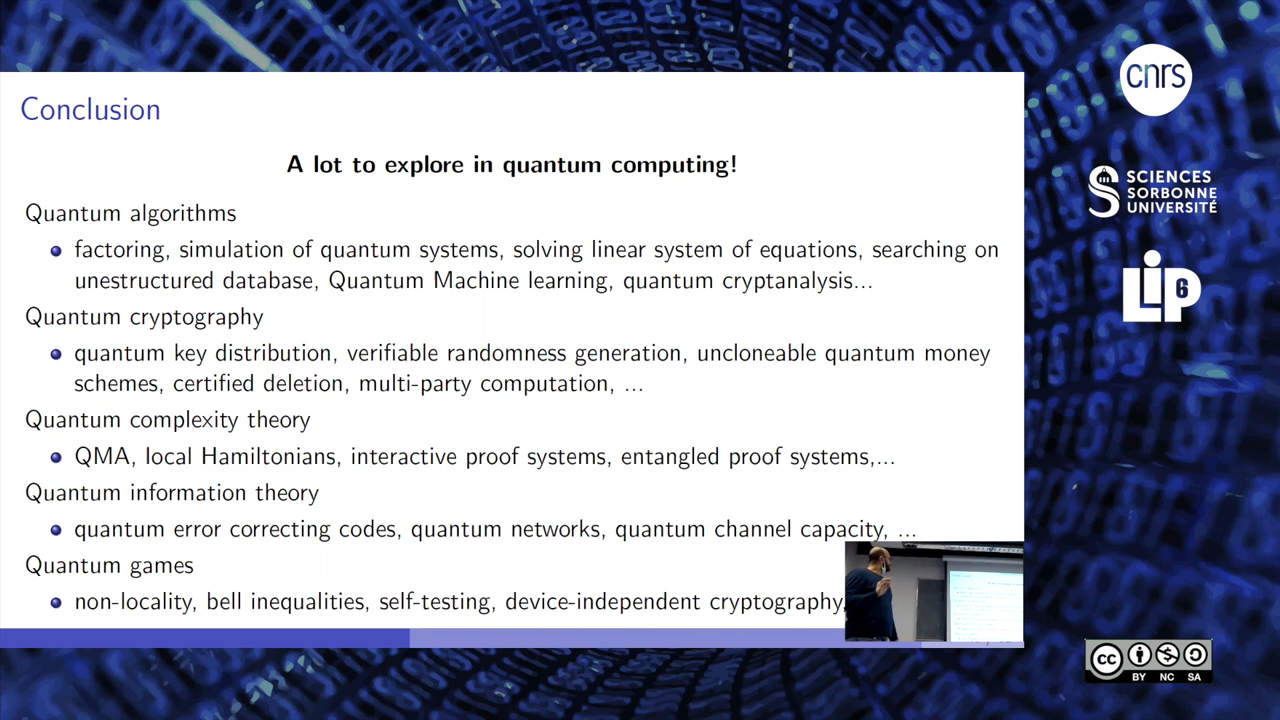 Conclusion
A lot to explore in quantum computing!
Quantum algorithms
factoring, simulation of quantum systems, solving linear system of equations, searching on
unestructured database, Quantum Machine learning, quantum cryptanalysis...
Quantum cryptography
quantum key distribution, verifiable randomness generation, uncloneable quantum money
schemes, certified deletion, multi-party computation, ...
Quantum complexity theory
QMA, local Hamiltonians, interactive proof systems, entangled proof systems,...
Quantum information theory
quantum error correcting codes, quantum networks, quantum channel capacity, ...
Quantum games
non-locality, bell inequalities, self-testing, device-independent cryptography,
cnrs
SCIENCES
SORBONNE
UNIVERSITÉ
LIP6
cc
BY NC SA